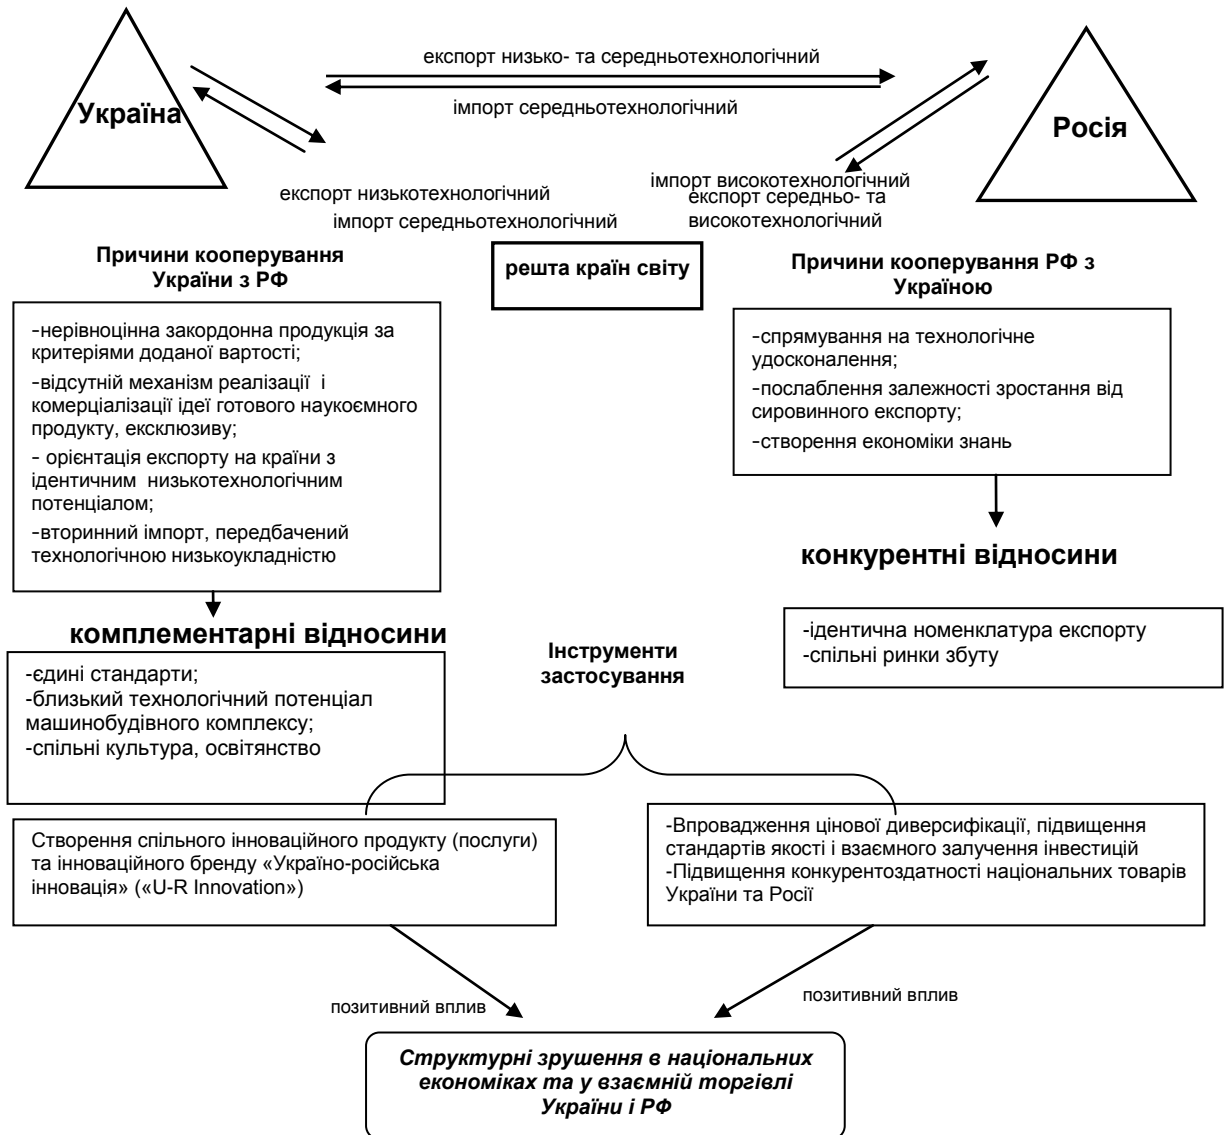 експорт низько- та середньотехнологічний
імпорт середньотехнологічний
Україна
Росія
експорт низькотехнологічний
імпорт середньотехнологічний
імпорт високотехнологічний
експорт середньо- та
високотехнологічний
решта країн світу
Причини кооперування
України з РФ
-нерівноцінна закордонна продукція за
критеріями доданої вартості;
-відсутній механізм реалізації і
комерціалізації ідеї готового наукоємного
продукту, ексклюзиву;
- орієнтація експорту на країни з
ідентичним низькотехнологічним
потенціалом;
-вторинний імпорт, передбачений
технологічною низькоукладністю
Причини кооперування РФ з
Україною
-спрямування на технологічне
удосконалення;
-послаблення залежності зростання від
сировинного експорту;
-створення економіки знань
комплементарні відносини
-єдині стандарти;
-близький технологічний потенціал
машинобудівного комплексу;
-спільні культура, освітянство
конкурентні відносини
-ідентична номенклатура експорту
-спільні ринки збуту
Інструменти
застосування
Створення спільного інноваційного продукту (послуги)
та інноваційного бренду «Україно-російська
інновація» («U-R Innovation»)
-Впровадження цінової диверсифікації, підвищення
стандартів якості і взаємного залучення інвестицій
-Підвищення конкурентоздатності національних товарів
України та Росії
позитивний вплив
позитивний вплив
Структурні зрушення в національних
економіках та у взаємній торгівлі
України і РФ